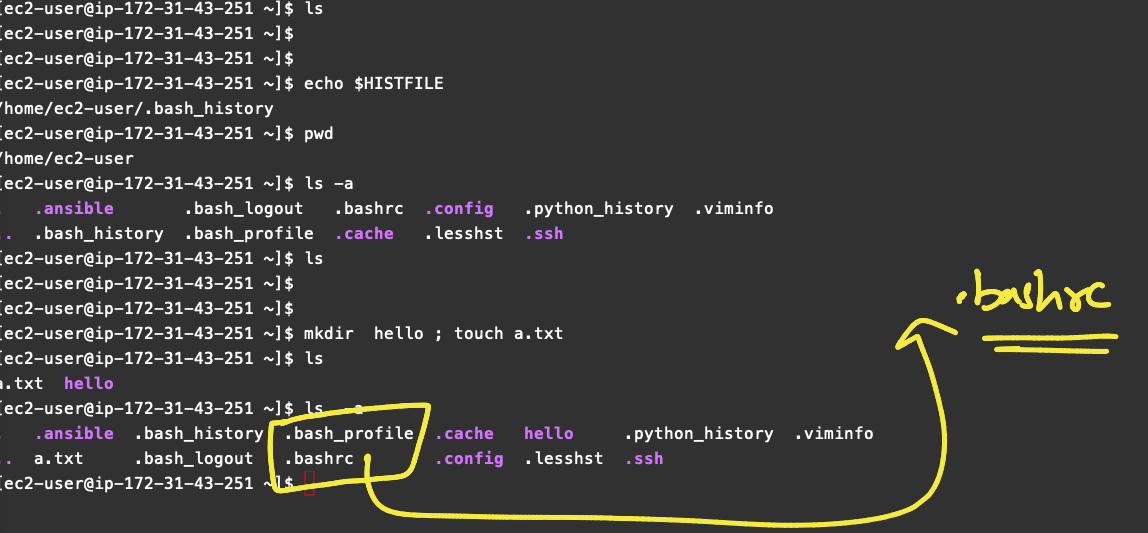 [ec2-user@ip-172-31-43-251 ~]$ ls
[ec2-user@ip-172-31-43-251 ~]$
[ec2-user@ip-172-31-43-251 ~]$
[ec2-user@ip-172-31-43-251 ~]$ echo $HISTFILE
/home/ec2-user/.bash_history
[ec2-user@ip-172-31-43-251 ~]$ pwd
/home/ec2-user
[ec2-user@ip-172-31-43-251 ~]$ ls -a
. .ansible .bash_logout .bashrc .config .python_history .viminfo
.. .bash_history .bash_profile .cache .lesshst .ssh
[ec2-user@ip-172-31-43-251 ~]$ ls
[ec2-user@ip-172-31-43-251 ~]$
[ec2-user@ip-172-31-43-251 ~]$
[ec2-user@ip-172-31-43-251 ~]$ mkdir  hello ; touch a.txt
[ec2-user@ip-172-31-43-251 ~]$ ls
a.txt hello
[ec2-user@ip-172-31-43-251 ~]$ ls  -a
. .ansible .bash_history .bash_profile .cache hello .python_history .viminfo
.. a.txt .bash_logout .bashrc .config .lesshst .ssh
[ec2-user@ip-172-31-43-251 ~]$
.bashrc